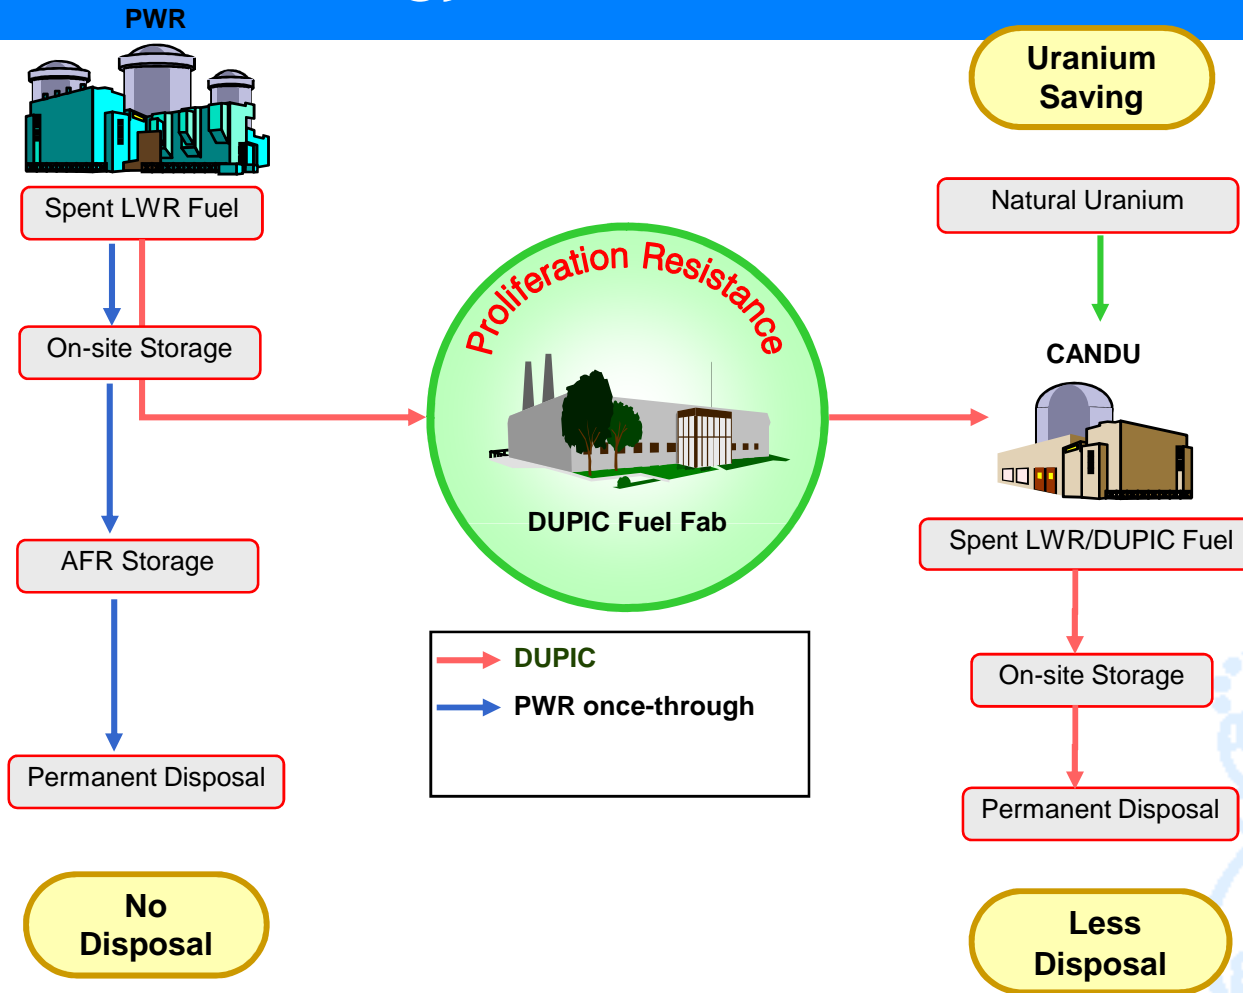 PWR
Uranium
Saving
Spent LWR Fuel
Natural Uranium
Proliferation Resistance
On-site Storage
CANDU
DUPIC Fuel Fab
Spent LWR/DUPIC Fuel
AFR Storage
DUPIC
On-site Storage
PWR once-through
Permanent Disposal
Permanent Disposal
No
Disposal
Less
Disposal